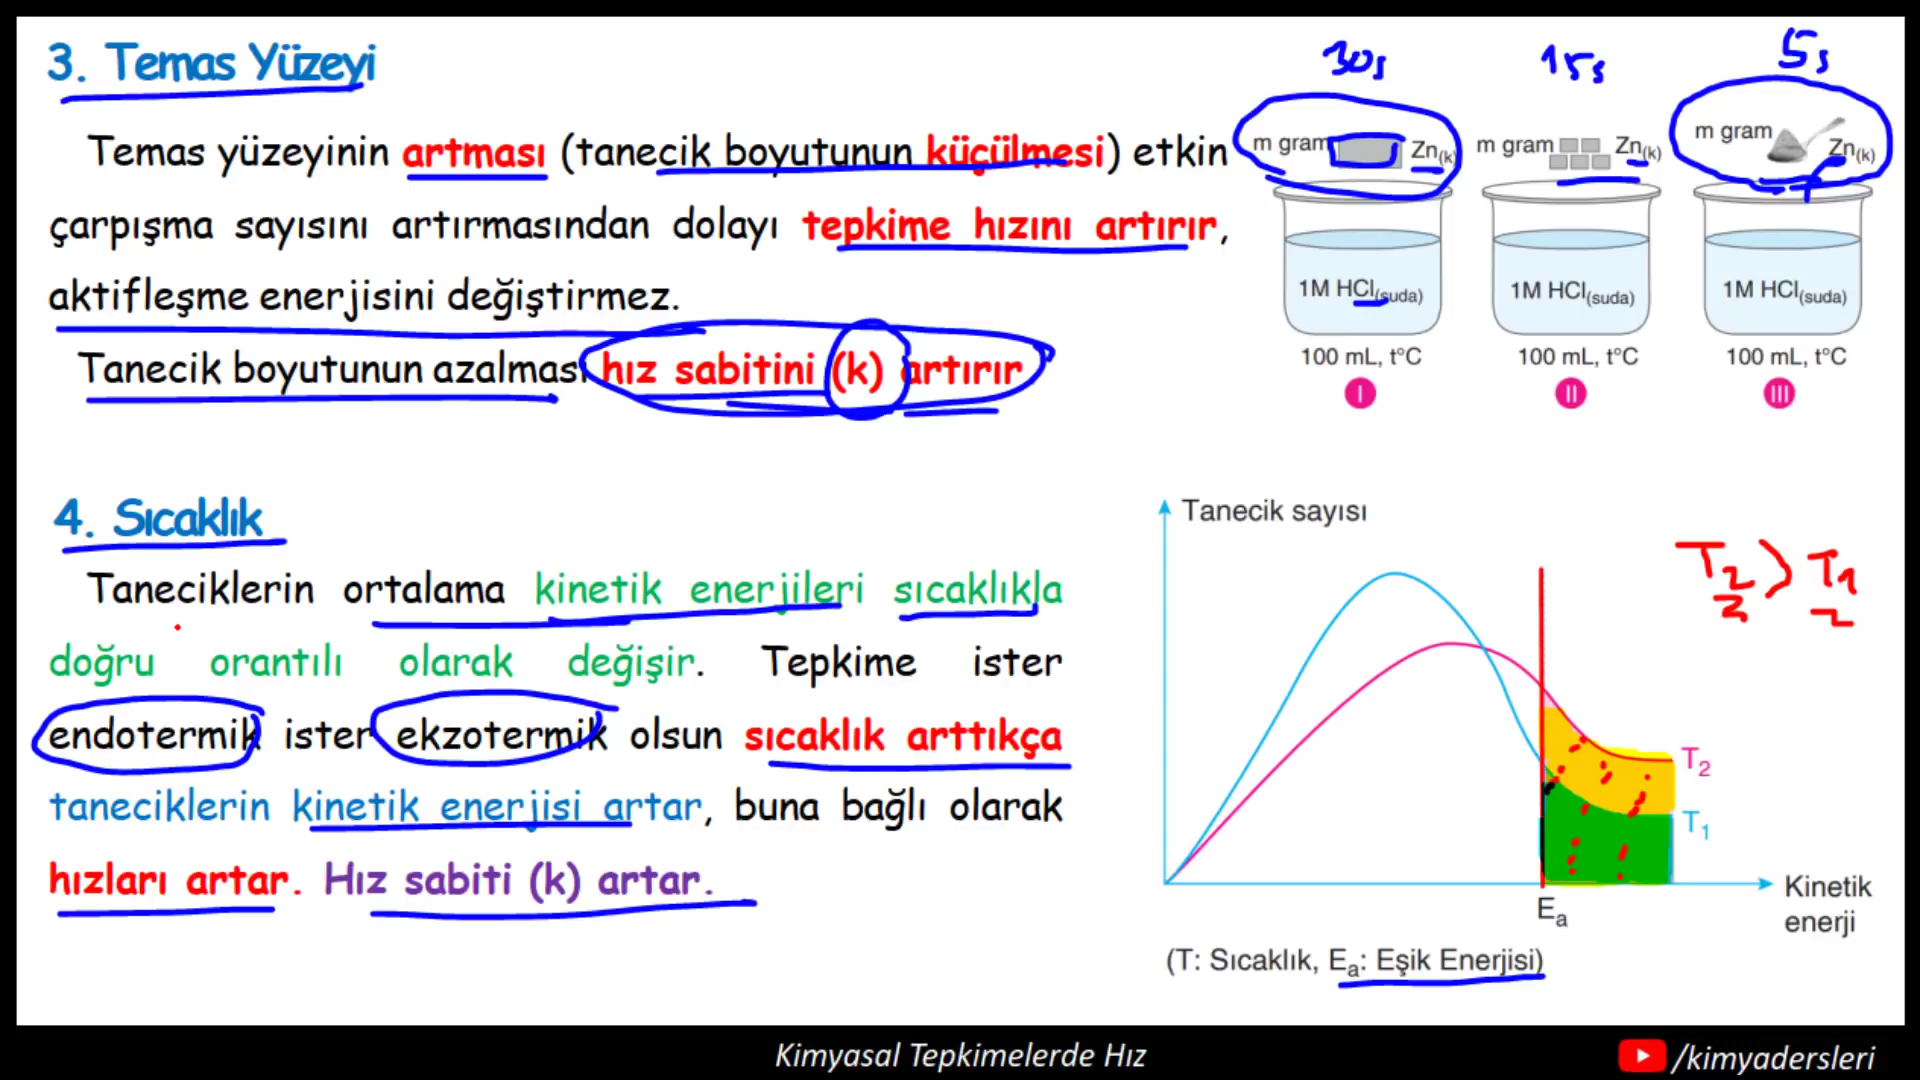 3. Temas Yüzeyi
Temas yüzeyinin artması (tanecik boyutunun küçülmesi) etkin
çarpışma sayısını artırmasından dolayı tepkime hızını artırır,
aktifleşme enerjisini değiştirmez.
Tanecik boyutunun azalması hız sabitini (k) artırır
30s 15s 5s
m gram Zn(k) m gram Zn(k) m gram Zn(k)
1M HCl(suda) 1M HCl(suda) 1M HCl(suda)
100 mL, t°C 100 mL, t°C 100 mL, t°C
I II III
4. Sıcaklık
Taneciklerin ortalama kinetik enerjileri sıcaklıkla
doğru orantılı olarak değişir. Tepkime ister
endotermik ister ekzotermik olsun sıcaklık arttıkça
taneciklerin kinetik enerjisi artar, buna bağlı olarak
hızları artar. Hız sabiti (k) artar.
Tanecik sayısı
T2 > T1
T2
T1
Kinetik
enerji
Ea
(T: Sıcaklık, Ea: Eşik Enerjisi)
Kimyasal Tepkimelerde Hız
/kimyadersleri